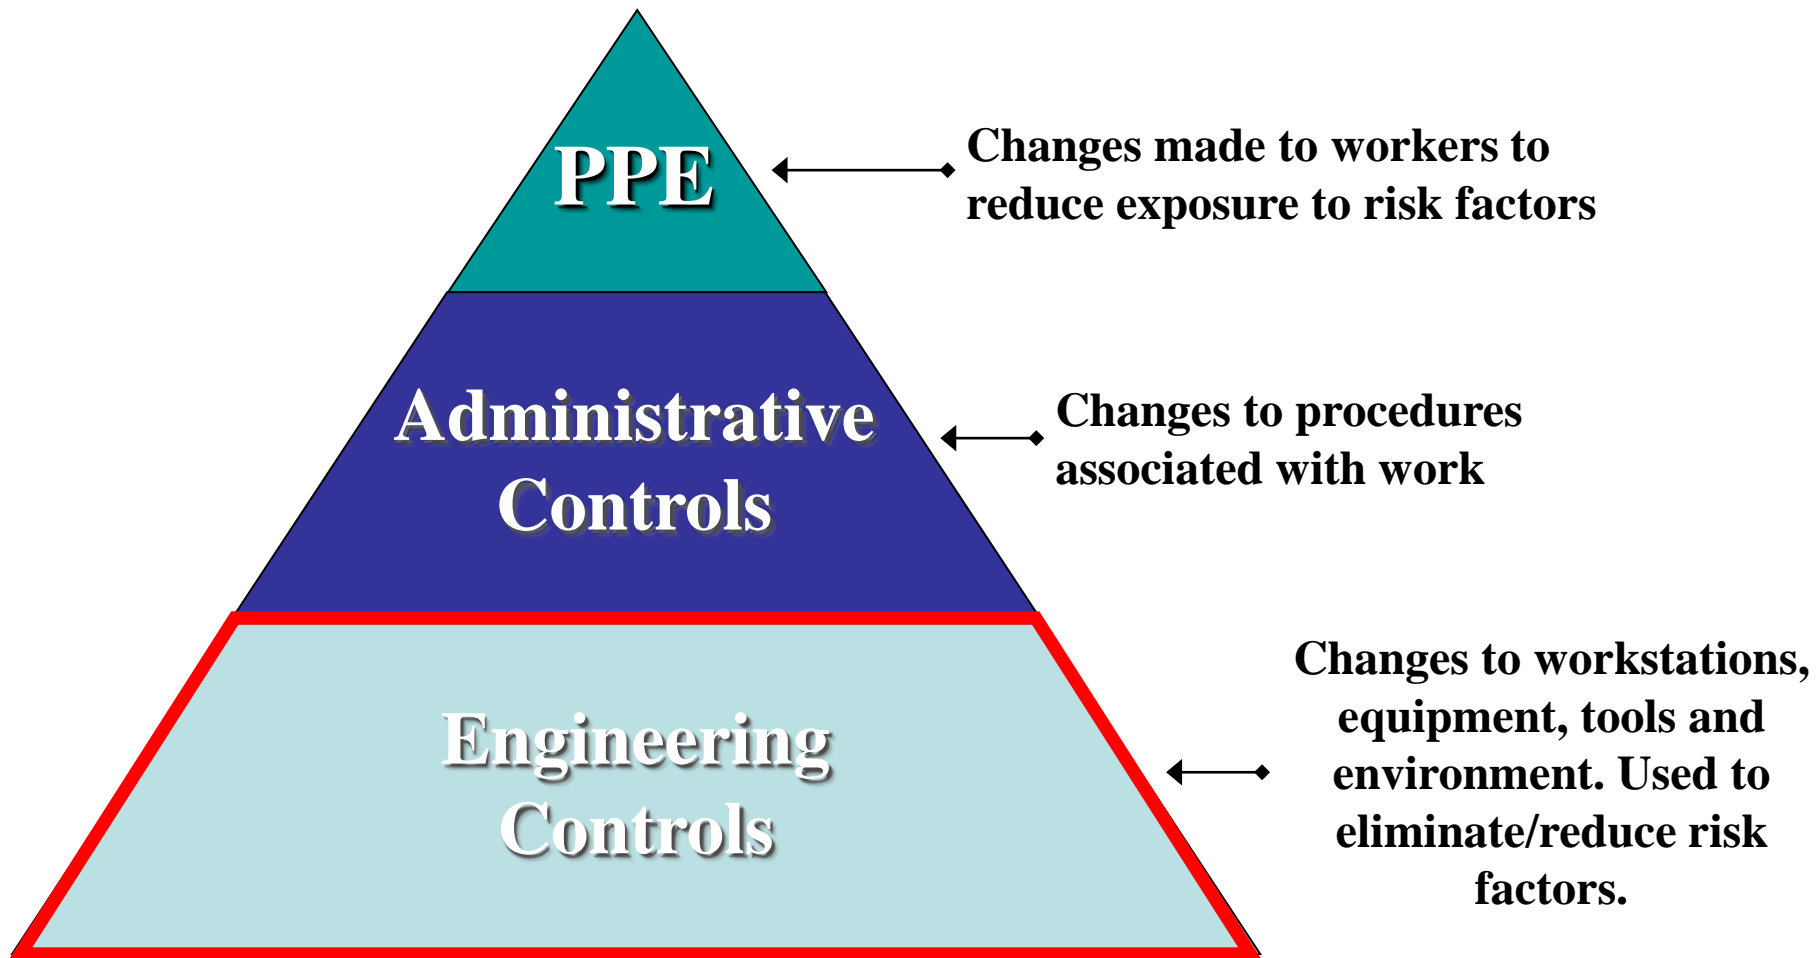 PPE
Changes made to workers to
reduce exposure to risk factors
Administrative
Controls
Changes to procedures
associated with work
Engineering
Controls
Changes to workstations,
equipment, tools and
environment. Used to
eliminate/reduce risk
factors.